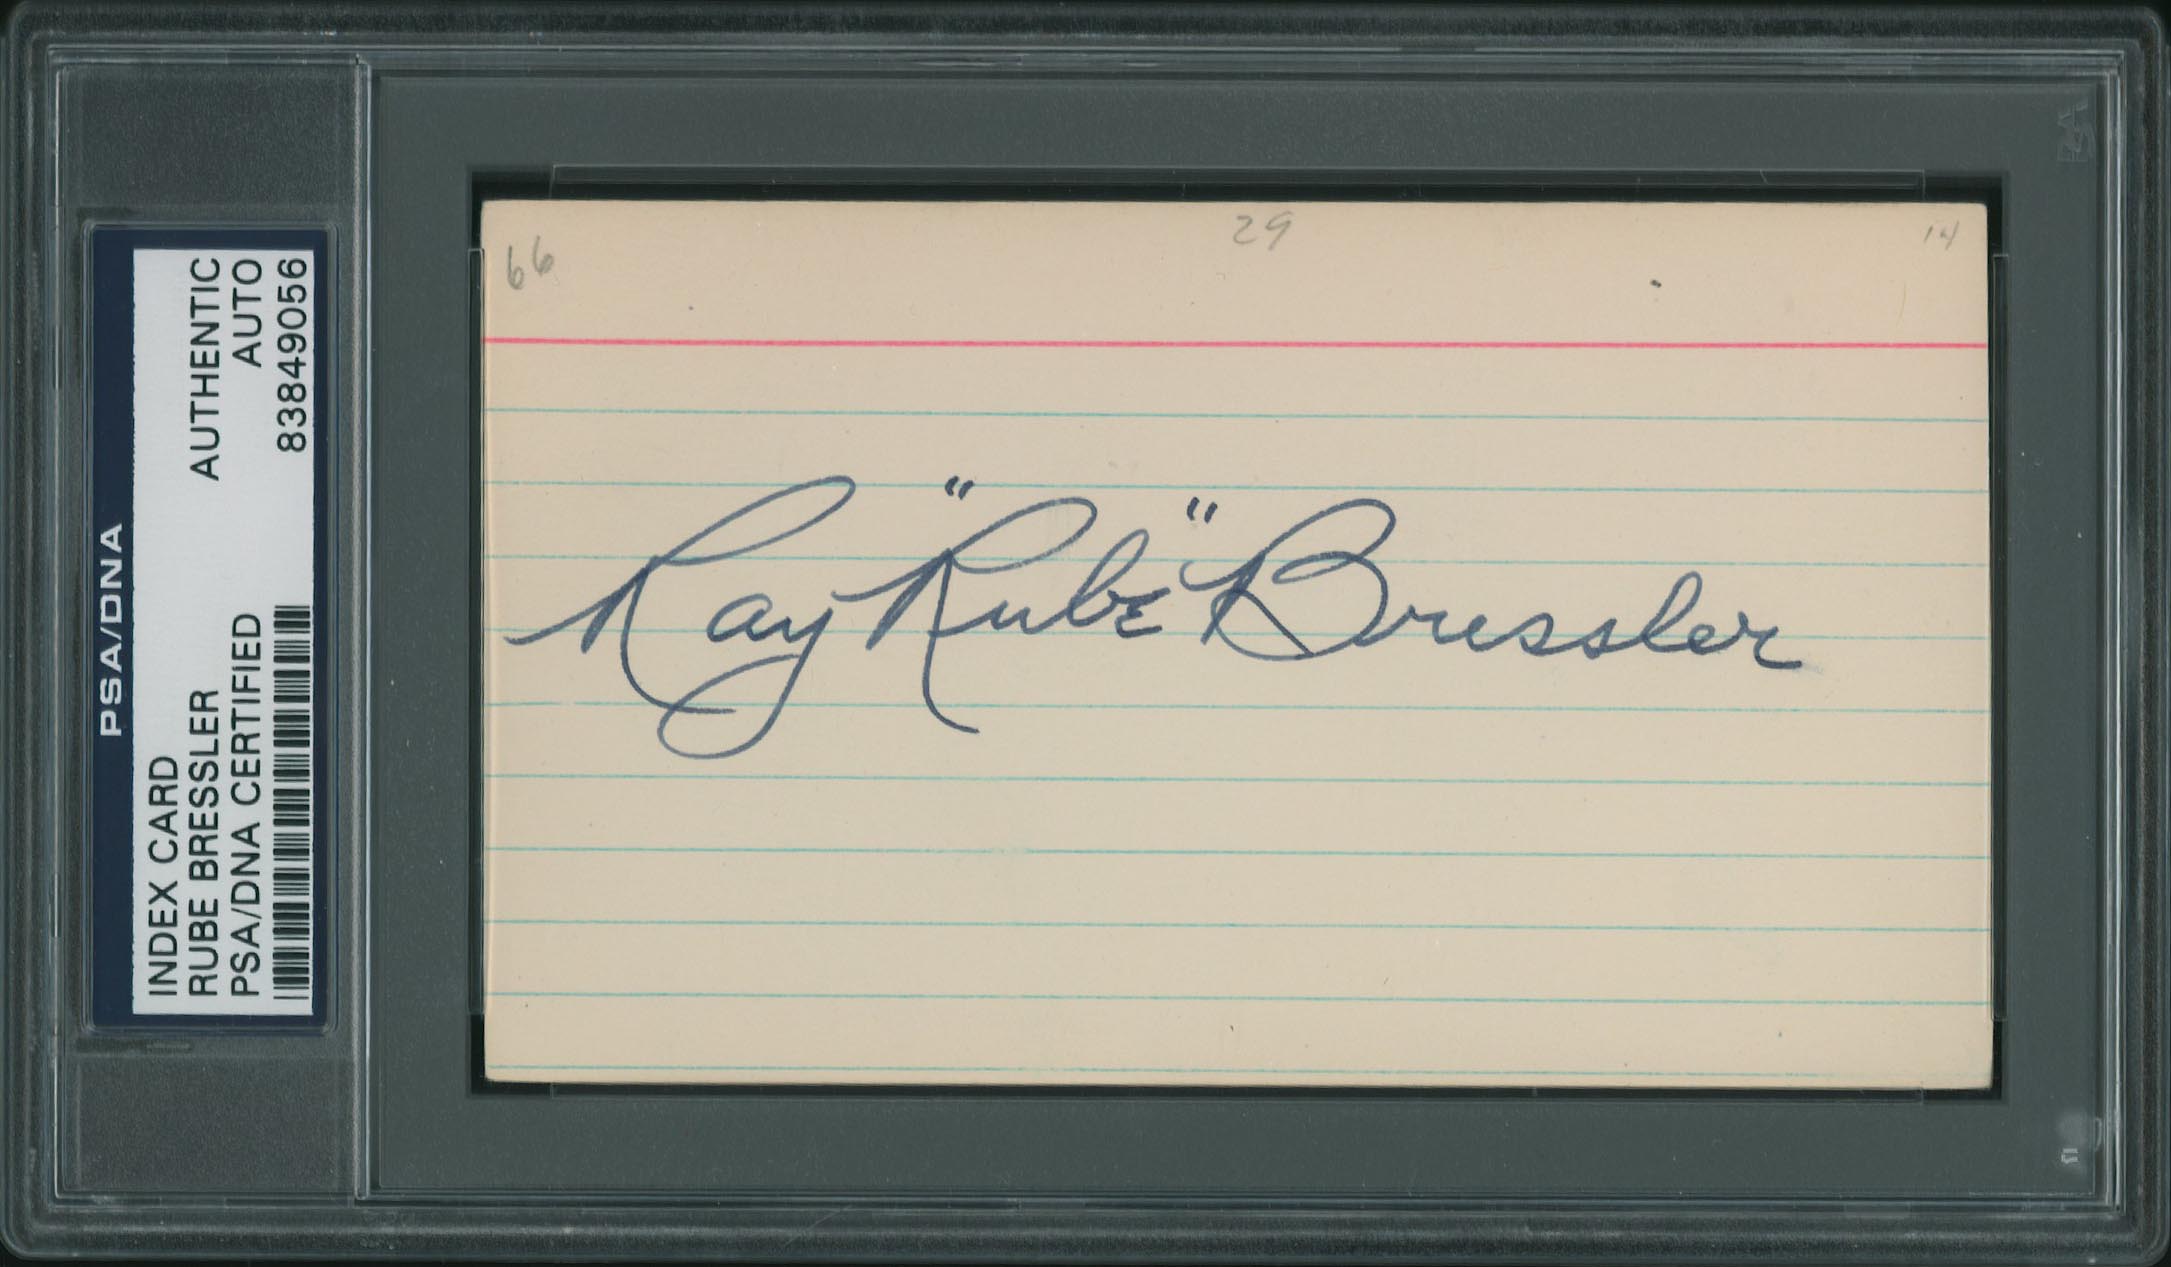 PSA/DNA
INDEX CARD AUTHENTIC
RUBE BRESSLER AUTO
PSA/DNA CERTIFIED 83849056
66 29 14
Ray "Rube" Bressler